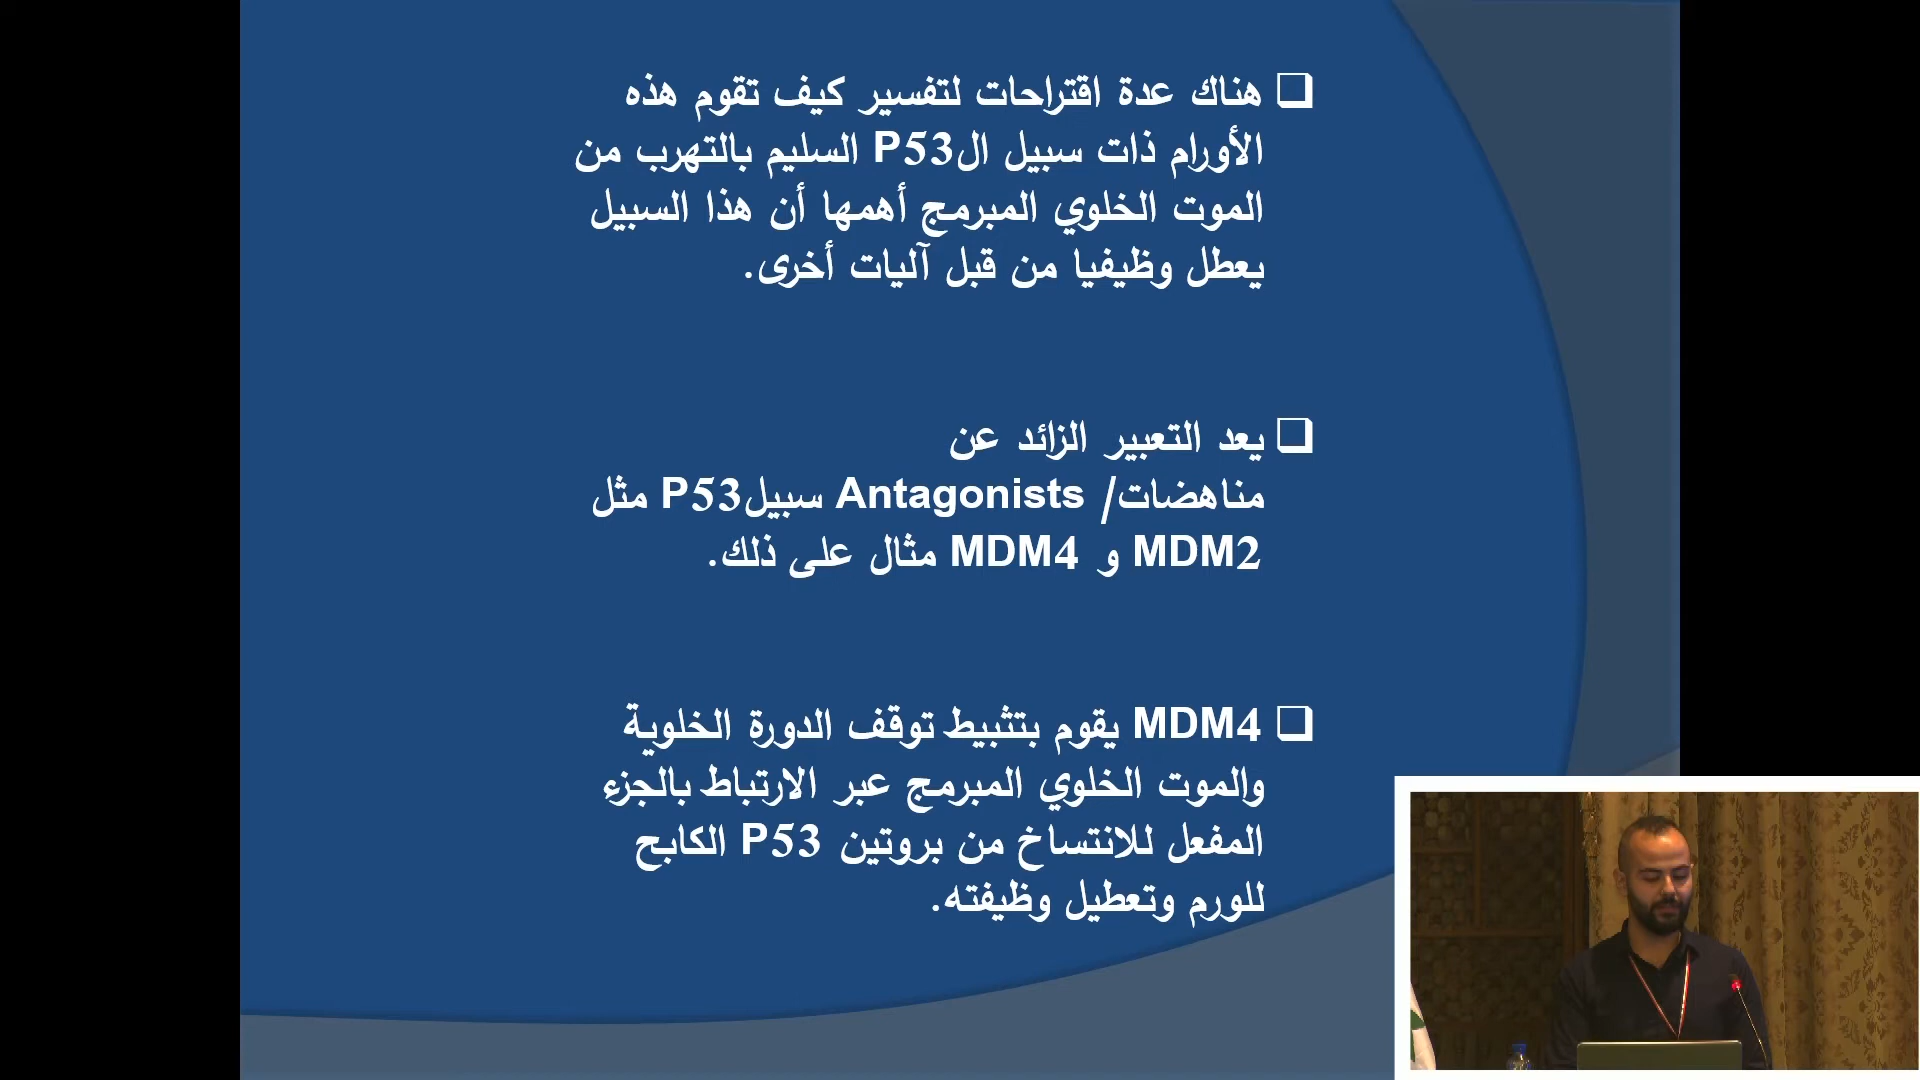 ❑ هناك عدة اقتراحات لتفسير كيف تقوم هذه
الأورام ذات سبيل الP53 السليم بالتهرب من
الموت الخلوي المبرمج أهمها أن هذا السبيل
يعطل وظيفيا من قبل آليات أخرى.
❑ يعد التعبير الزائد عن
مناهضات/ Antagonists سبيلP53 مثل
MDM2 و MDM4 مثال على ذلك.
❑ MDM4 يقوم بتثبيط توقف الدورة الخلوية
والموت الخلوي المبرمج عبر الارتباط بالجزء
المفعل للانتساخ من بروتين P53 الكابح
للورم وتعطيل وظيفته.